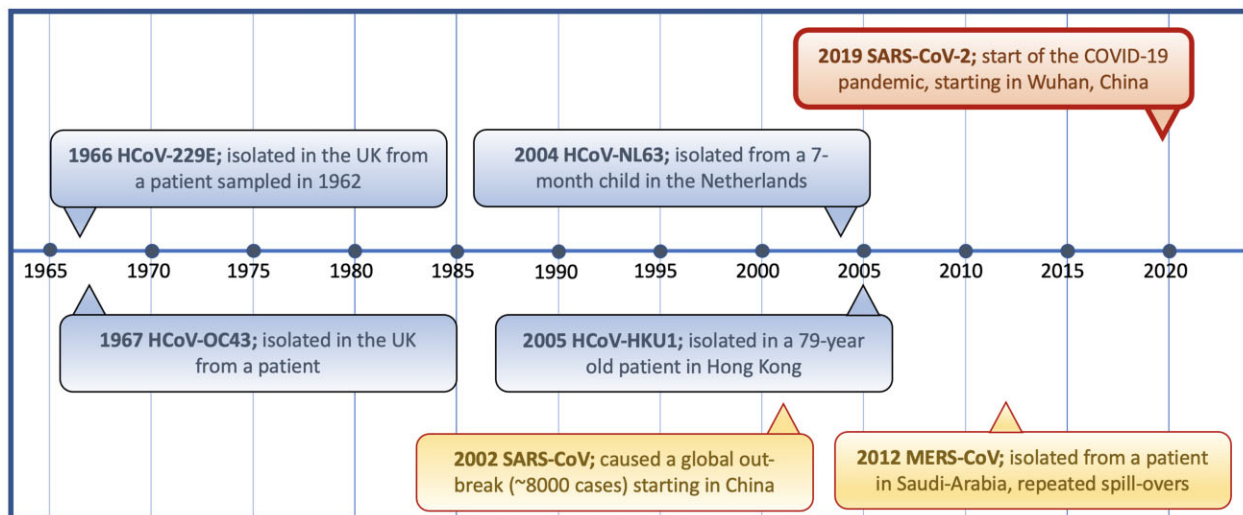 2019 SARS-CoV-2; start of the COVID-19
pandemic, starting in Wuhan, China
1966 HCoV-229E; isolated in the UK from
a patient sampled in 1962
2004 HCoV-NL63; isolated from a 7-
month child in the Netherlands
1965 1970 1975 1980 1985 1990 1995 2000 2005 2010 2015 2020
1967 HCoV-OC43; isolated in the UK
from a patient
2005 HCoV-HKU1; isolated in a 79-year
old patient in Hong Kong
2002 SARS-CoV; caused a global out-
break (~8000 cases) starting in China
2012 MERS-CoV; isolated from a patient
in Saudi-Arabia, repeated spill-overs